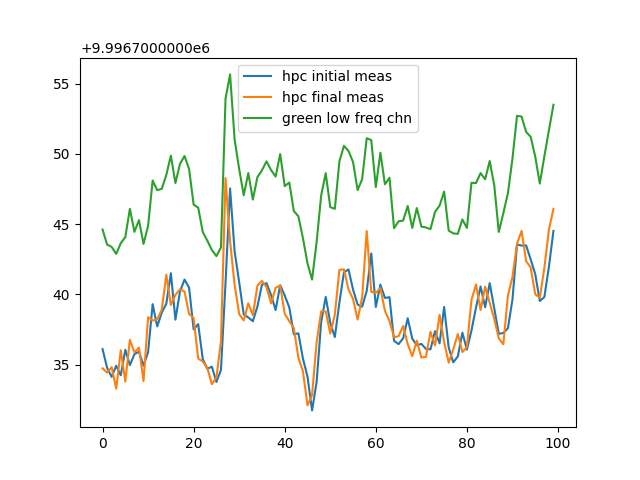 +9.9967000000e6
hpc initial meas
hpc final meas
green low freq chn
55
50
45
40
35
0 20 40 60 80 100